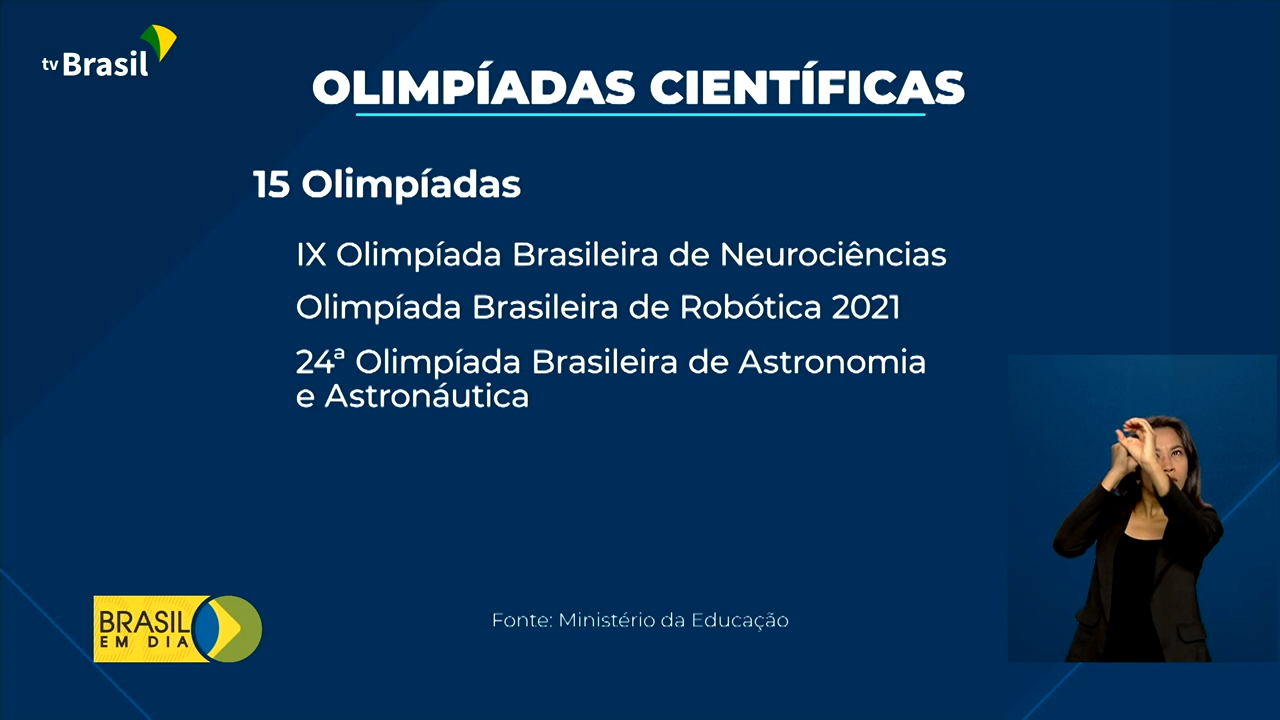 tv Brasil
OLIMPÍADAS CIENTÍFICAS
15 Olimpíadas
IX Olimpíada Brasileira de Neurociências
Olimpíada Brasileira de Robótica 2021
24ª Olimpíada Brasileira de Astronomia
e Astronáutica
BRASIL
EM DIA
Fonte: Ministério da Educação